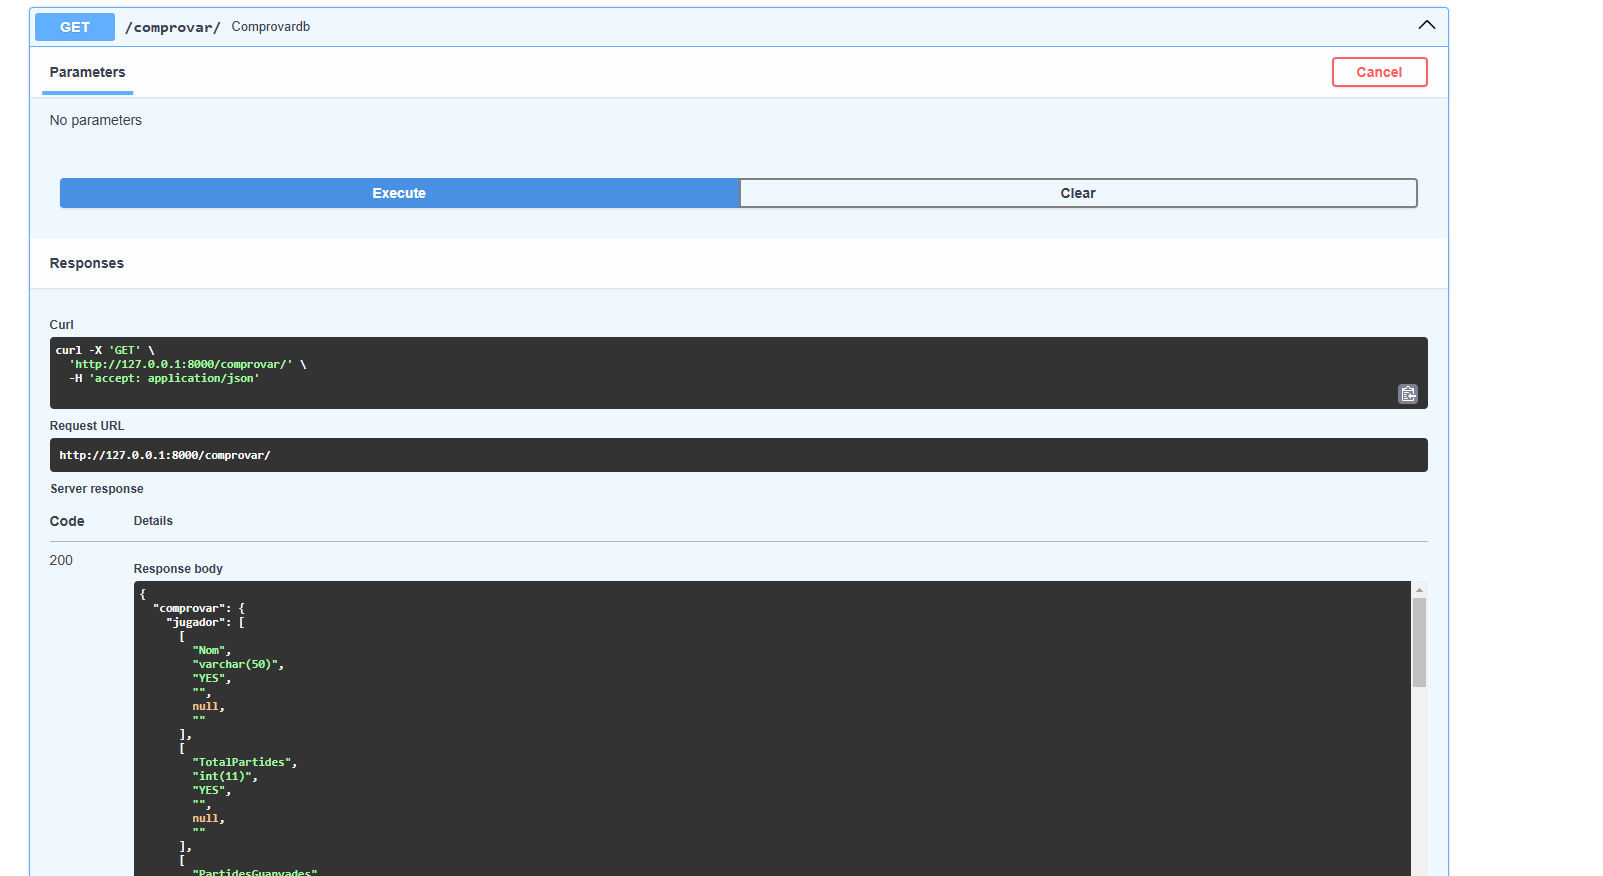 GET /comprovar/ Comprovardb
Parameters
Cancel
No parameters
Execute
Clear
Responses
Curl
curl -X 'GET' \
'http://127.0.0.1:8000/comprovar/' \
-H 'accept: application/json'
Request URL
http://127.0.0.1:8000/comprovar/
Server response
Code Details
200
Response body
{
"comprovar": {
"jugador": [
[
"Nom",
"varchar(50)",
"YES",
"",
null,
""
],
[
"TotalPartides",
"int(11)",
"YES",
"",
null,
""
],
[
"PartidesGuanyades"